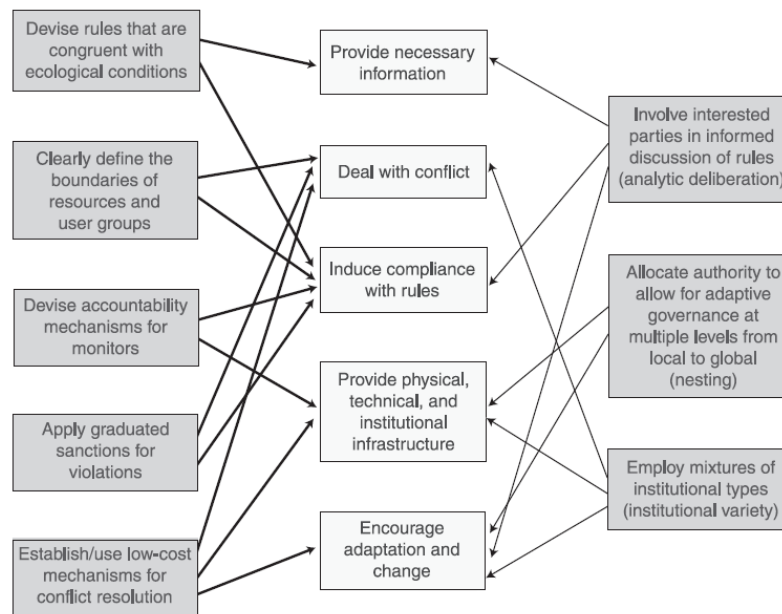 Devise rules that are
congruent with
ecological conditions
Clearly define the
boundaries of
resources and
user groups
Devise accountability
mechanisms for
monitors
Apply graduated
sanctions for
violations
Establish/use low-cost
mechanisms for
conflict resolution
Provide necessary
information
Deal with conflict
Induce compliance
with rules
Provide physical,
technical, and
institutional
infrastructure
Encourage
adaptation and
change
Involve interested
parties in informed
discussion of rules
(analytic deliberation)
Allocate authority to
allow for adaptive
governance at
multiple levels from
local to global
(nesting)
Employ mixtures of
institutional types
(institutional variety)